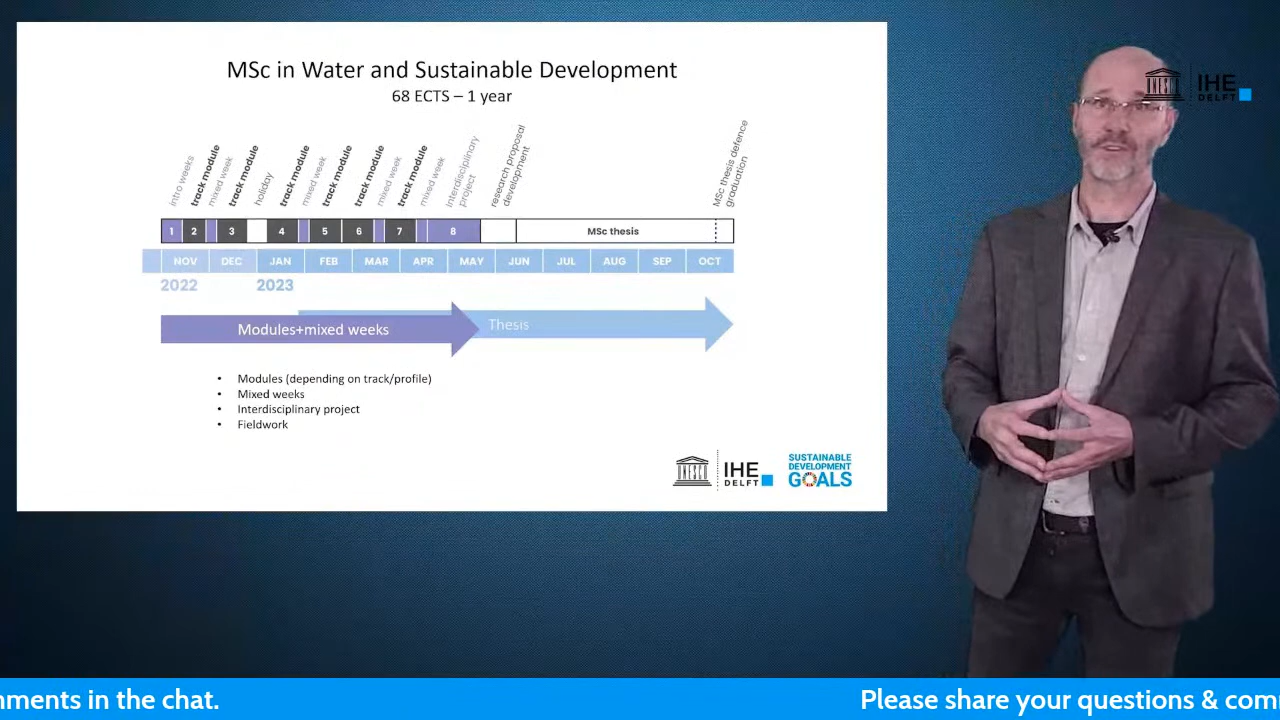 MSc in Water and Sustainable Development
68 ECTS – 1 year
intro weeks
track module
mixed week
track module
holiday
track module
mixed week
track module
track module
mixed week
track module
mixed week
interdisciplinary
project
research proposal
development
MSc thesis defence
graduation
1 2 3 4 5 6 7 8 MSc thesis
NOV DEC JAN FEB MAR APR MAY JUN JUL AUG SEP OCT
2022 2023
Modules+mixed weeks Thesis
• Modules (depending on track/profile)
• Mixed weeks
• Interdisciplinary project
• Fieldwork
UNESCO
IHE
DELFT
SUSTAINABLE
DEVELOPMENT
GOALS
UNESCO
IHE
DELFT
mments in the chat. Please share your questions & com